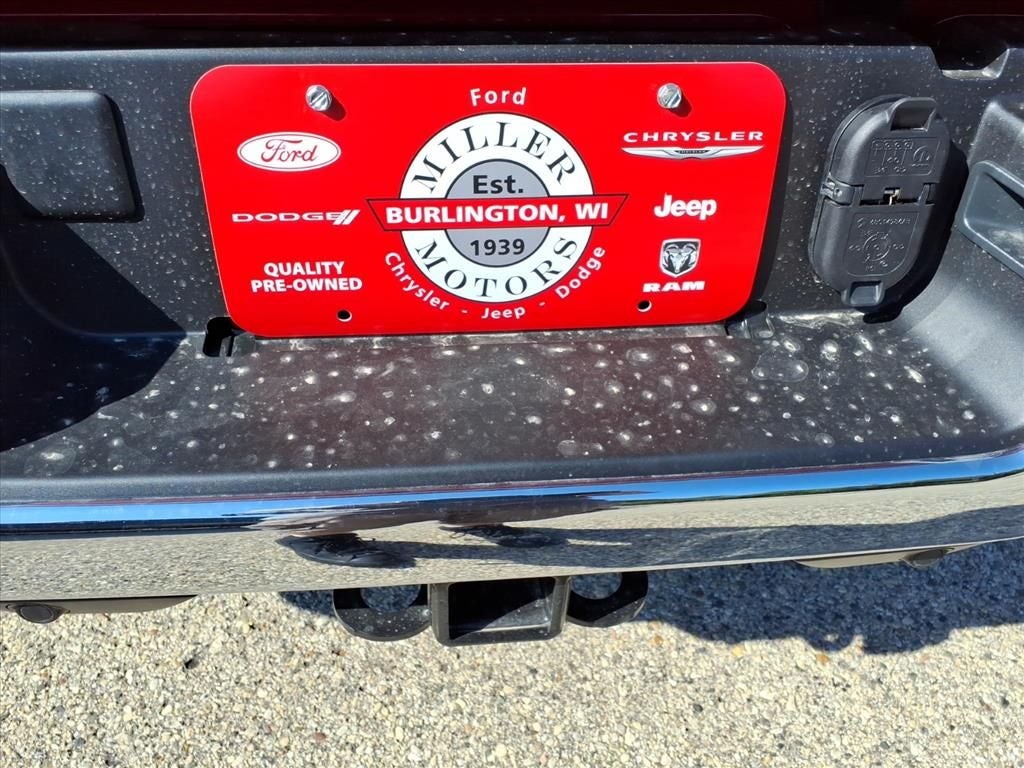 Ford
MILLER
MOTORS
Est.
BURLINGTON, WI
1939
Chrysler - Jeep - Dodge
Ford
DODGE
QUALITY
PRE-OWNED
CHRYSLER
Jeep
RAM